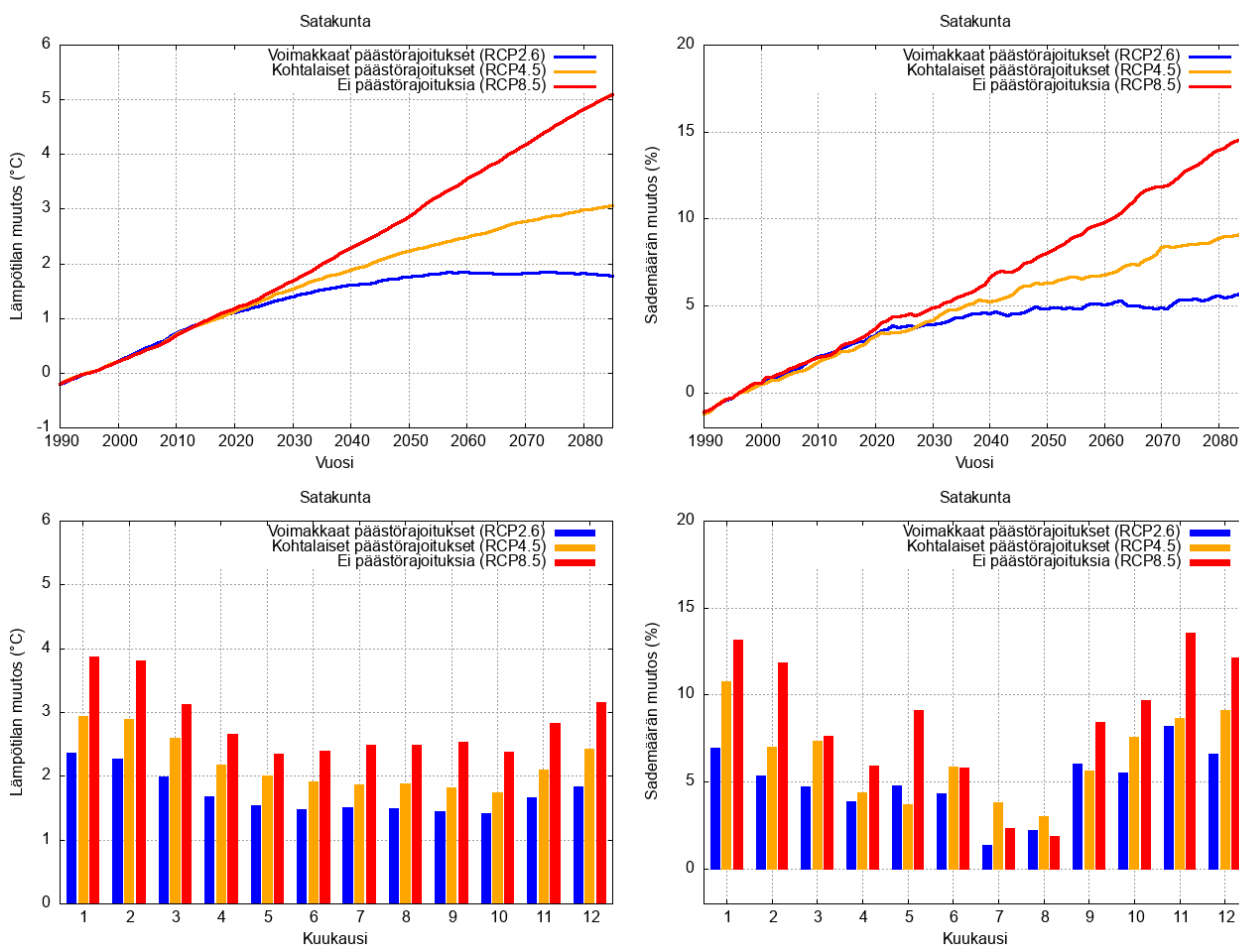 Satakunta
Voimakkaat päästörajoitukset (RCP2.6)
Kohtalaiset päästörajoitukset (RCP4.5)
Ei päästörajoituksia (RCP8.5)
Lämpötilan muutos (°C)
6
5
4
3
2
1
0
-1
1990 2000 2010 2020 2030 2040 2050 2060 2070 2080
Vuosi
Satakunta
Voimakkaat päästörajoitukset (RCP2.6)
Kohtalaiset päästörajoitukset (RCP4.5)
Ei päästörajoituksia (RCP8.5)
Sademäärän muutos (%)
20
15
10
5
0
1990 2000 2010 2020 2030 2040 2050 2060 2070 2080
Vuosi
Satakunta
Voimakkaat päästörajoitukset (RCP2.6)
Kohtalaiset päästörajoitukset (RCP4.5)
Ei päästörajoituksia (RCP8.5)
Lämpötilan muutos (°C)
6
5
4
3
2
1
0
1 2 3 4 5 6 7 8 9 10 11 12
Kuukausi
Satakunta
Voimakkaat päästörajoitukset (RCP2.6)
Kohtalaiset päästörajoitukset (RCP4.5)
Ei päästörajoituksia (RCP8.5)
Sademäärän muutos (%)
20
15
10
5
0
1 2 3 4 5 6 7 8 9 10 11 12
Kuukausi